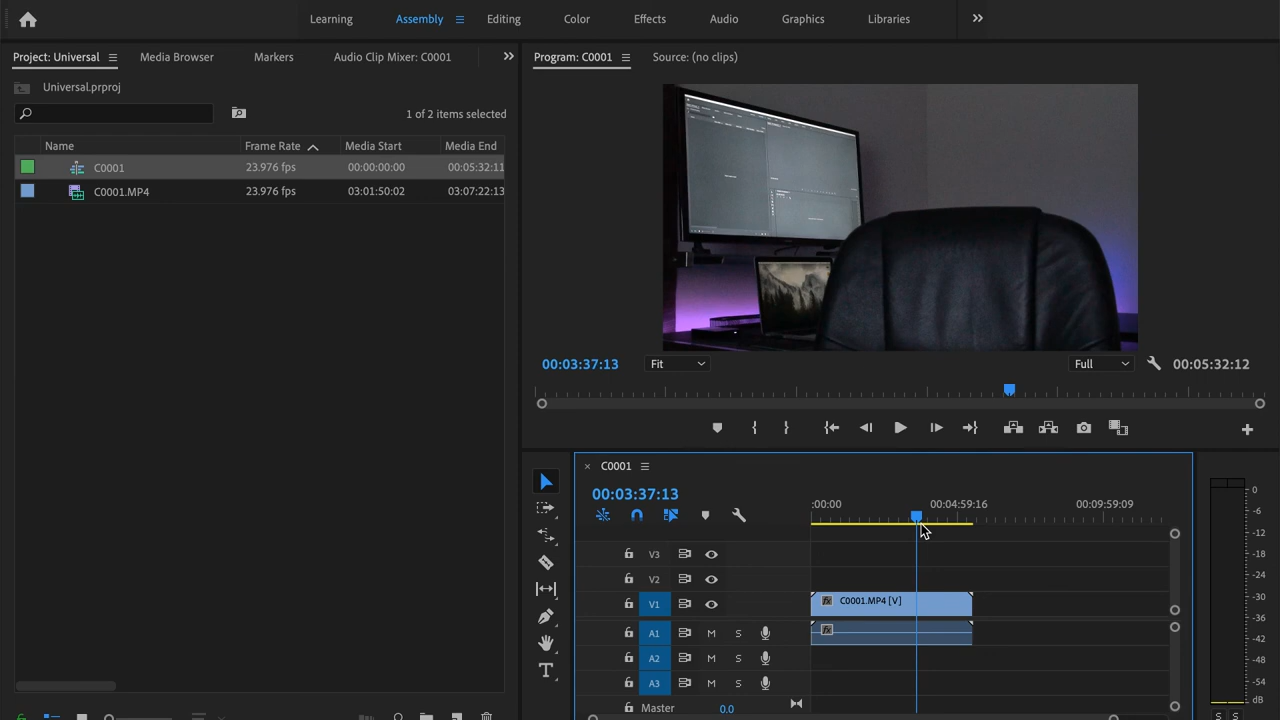 Learning Assembly Editing Color Effects Audio Graphics Libraries
Project: Universal Media Browser Markers Audio Clip Mixer: C0001
Universal.prproj
1 of 2 items selected
Name Frame Rate Media Start Media End
C0001 23.976 fps 00:00:00:00 00:05:32:11
C0001.MP4 23.976 fps 03:01:50:02 03:07:22:13
Program: C0001 Source: (no clips)
00:03:37:13 Fit Full 00:05:32:12
C0001
00:03:37:13
:00:00 00:04:59:16 00:09:59:09
V3
V2
V1 C0001.MP4 [V]
fx
A1 M S
fx
A2 M S
A3 M S
Master 0.0
0
-6
-12
-18
-24
-30
-36
-42
-48
-54
dB
S S